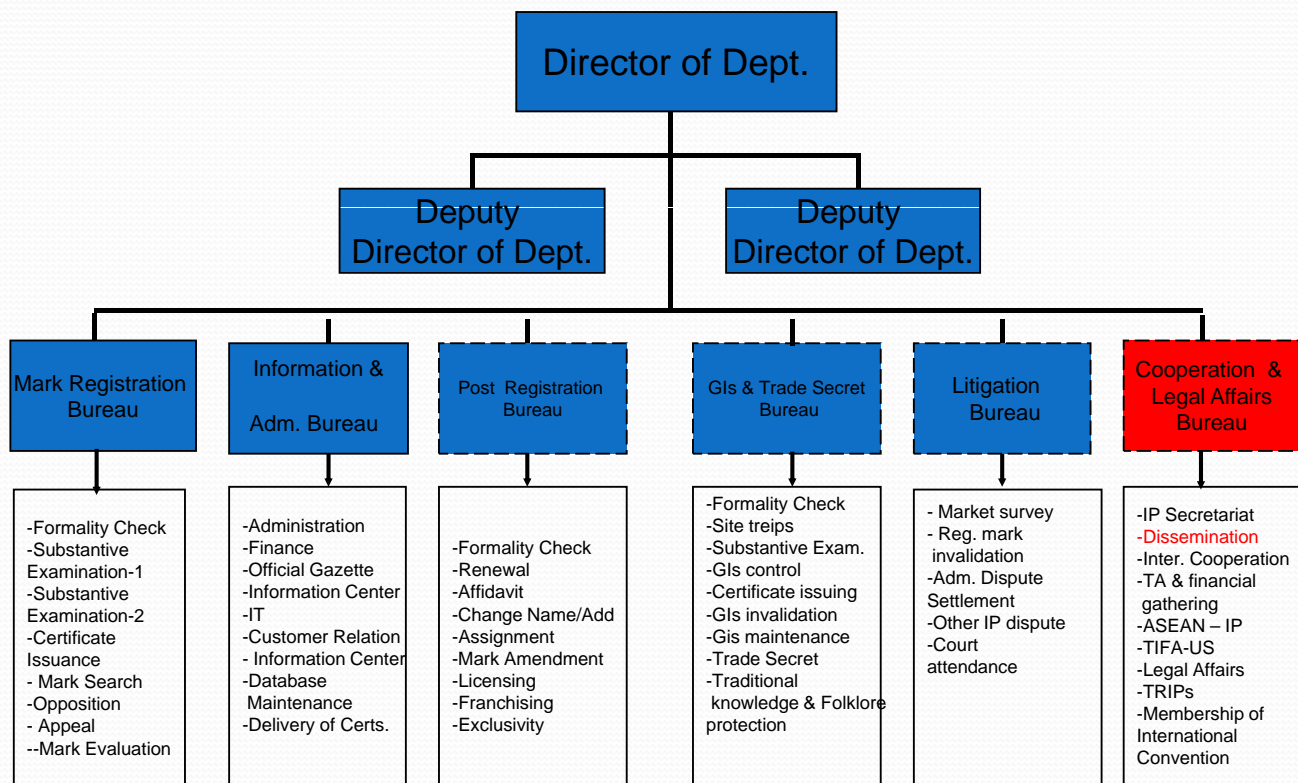 Director of Dept.
Deputy
Director of Dept.
Deputy
Director of Dept.
Mark Registration
Bureau
Information &
Adm. Bureau
Post Registration
Bureau
GIs & Trade Secret
Bureau
Litigation
Bureau
Cooperation &
Legal Affairs
Bureau
-Formality Check
-Substantive
Examination-1
-Substantive
Examination-2
-Certificate
Issuance
- Mark Search
-Opposition
- Appeal
--Mark Evaluation
-Administration
-Finance
-Official Gazette
-Information Center
-IT
-Customer Relation
- Information Center
-Database
Maintenance
-Delivery of Certs.
-Formality Check
-Renewal
-Affidavit
-Change Name/Add
-Assignment
-Mark Amendment
-Licensing
-Franchising
-Exclusivity
-Formality Check
-Site treips
-Substantive Exam.
-GIs control
-Certificate issuing
-GIs invalidation
-Gis maintenance
-Trade Secret
-Traditional
knowledge & Folklore
protection
- Market survey
- Reg. mark
invalidation
-Adm. Dispute
Settlement
-Other IP dispute
-Court
attendance
-IP Secretariat
-Dissemination
-Inter. Cooperation
-TA & financial
gathering
-ASEAN – IP
-TIFA-US
-Legal Affairs
-TRIPs
-Membership of
International
Convention